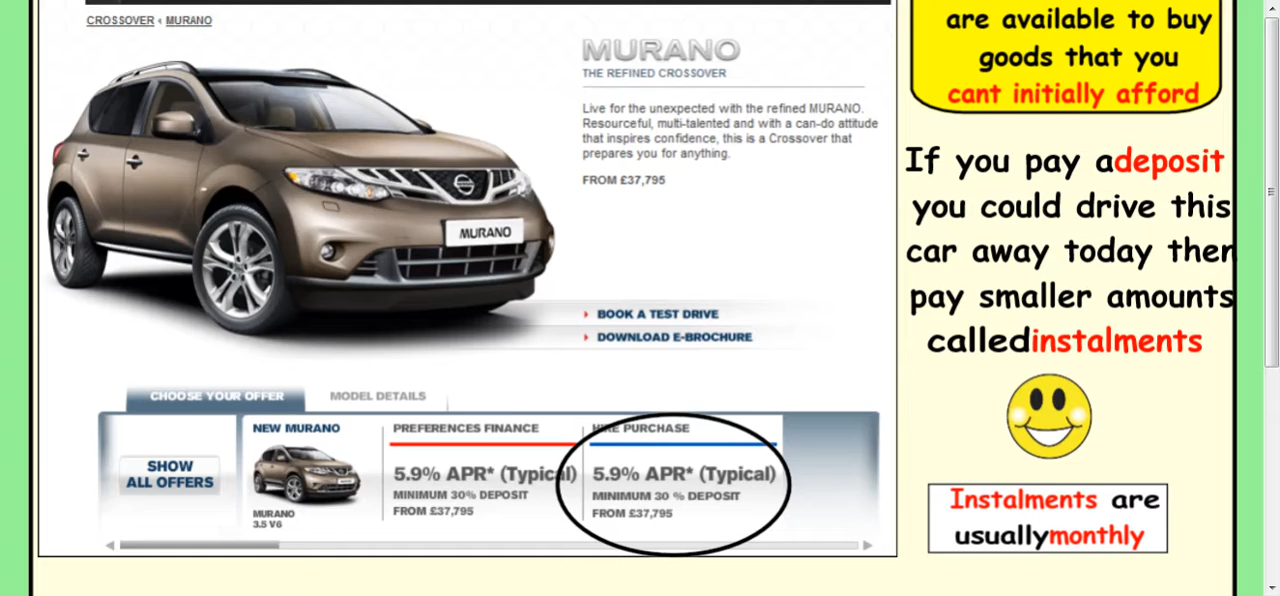 CROSSOVER MURANO
MURANO
THE REFINED CROSSOVER
Live for the unexpected with the refined MURANO.
Resourceful, multi-talented and with a can-do attitude
that inspires confidence, this is a Crossover that
prepares you for anything.
FROM £37,795
MURANO
BOOK A TEST DRIVE
DOWNLOAD E-BROCHURE
CHOOSE YOUR OFFER
MODEL DETAILS
SHOW
ALL OFFERS
NEW MURANO
MURANO
3.5 V6
PREFERENCES FINANCE
5.9% APR* (Typical)
MINIMUM 30% DEPOSIT
FROM £37,795
HIRE PURCHASE
5.9% APR* (Typical)
MINIMUM 30 % DEPOSIT
FROM £37,795
are available to buy
goods that you
cant initially afford
If you pay adeposit
you could drive this
car away today then
pay smaller amounts
calledinstalments
Instalments are
usuallymonthly